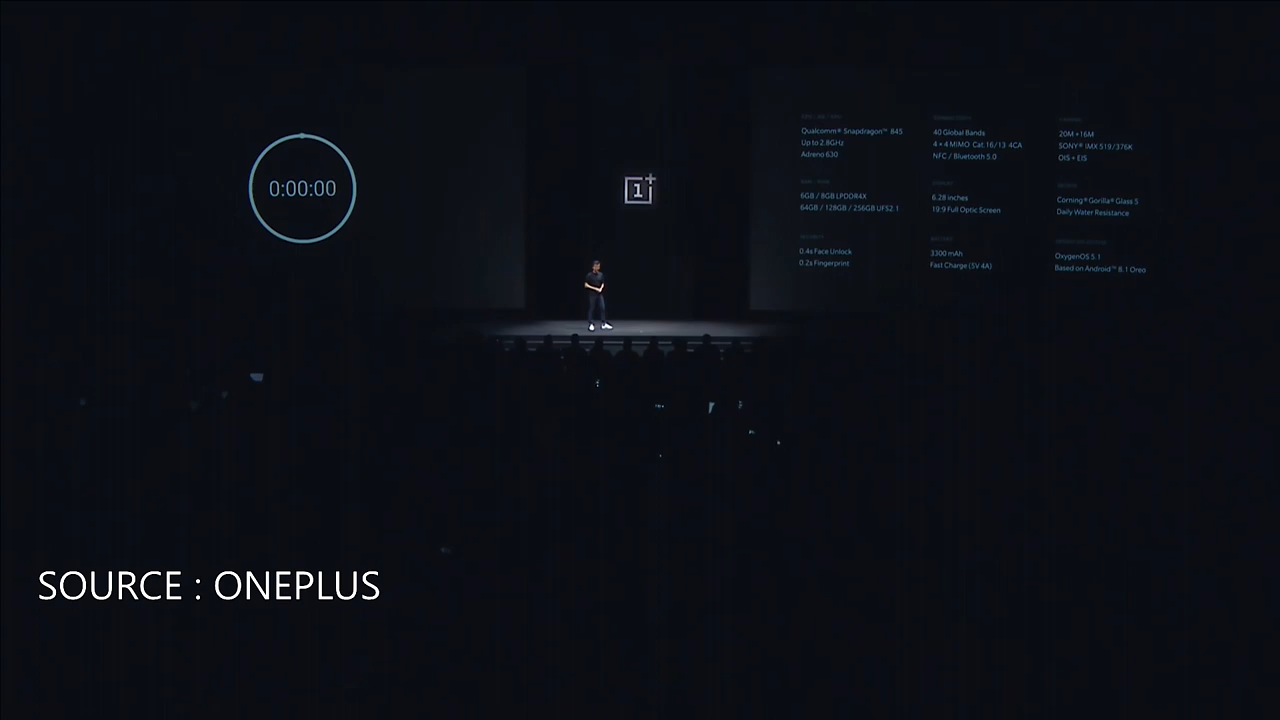 0:00:00
1+
Qualcomm® Snapdragon™ 845
Up to 2.8GHz
Adreno 630
6GB / 8GB LPDDR4X
64GB / 128GB / 256GB UFS2.1
0.4s Face Unlock
0.2s Fingerprint
40 Global Bands
4×4 MIMO Cat.16/13 4CA
NFC / Bluetooth 5.0
6.28 inches
19:9 Full Optic Screen
3300 mAh
Fast Charge (5V 4A)
20M +16M
SONY® IMX 519/376K
OIS + EIS
Corning® Gorilla® Glass 5
Daily Water Resistance
OxygenOS 5.1
Based on Android™ 8.1 Oreo
SOURCE : ONEPLUS